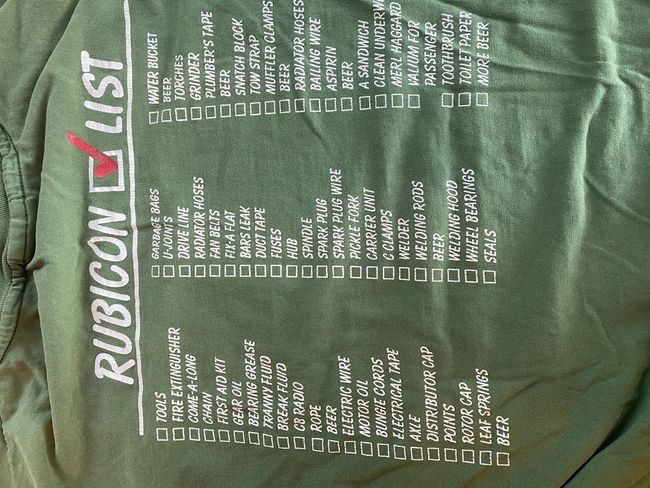 RUBICON LIST
TOOLS
FIRE EXTINGUISHER
COME-A-LONG
CHAIN
FIRST AID KIT
GEAR OIL
BEARING GREASE
TRANNY FLUID
BREAK FLUID
CB RADIO
ROPE
BEER
ELECTRIC WIRE
MOTOR OIL
BUNGIE CORDS
ELECTRICAL TAPE
AXLE
DISTRIBUTOR CAP
POINTS
ROTOR CAP
LEAF SPRINGS
BEER
GARBAGE BAGS
U-JOINTS
DRIVE LINE
RADIATOR HOSES
FAN BELTS
FIX-A FLAT
BARS LEAK
DUCT TAPE
FUSES
HUB
SPINDLE
SPARK PLUG
SPARK PLUG WIRE
PICKLE FORK
CARRIER UNIT
C CLAMPS
WELDER
WELDING RODS
BEER
WELDING HOOD
WHEEL BEARINGS
SEALS
WATER BUCKET
BEER
TORCHES
GRINDER
PLUMBER'S TAPE
BEER
SNATCH BLOCK
TOW STRAP
MUFFLER CLAMPS
BEER
RADIATOR HOSES
BAILING WIRE
ASPIRIN
BEER
A SANDWICH
CLEAN UNDERW
MERL HAGGARD
VALIUM FOR
PASSENGER
TOOTHBRUSH
TOILET PAPER
MORE BEER